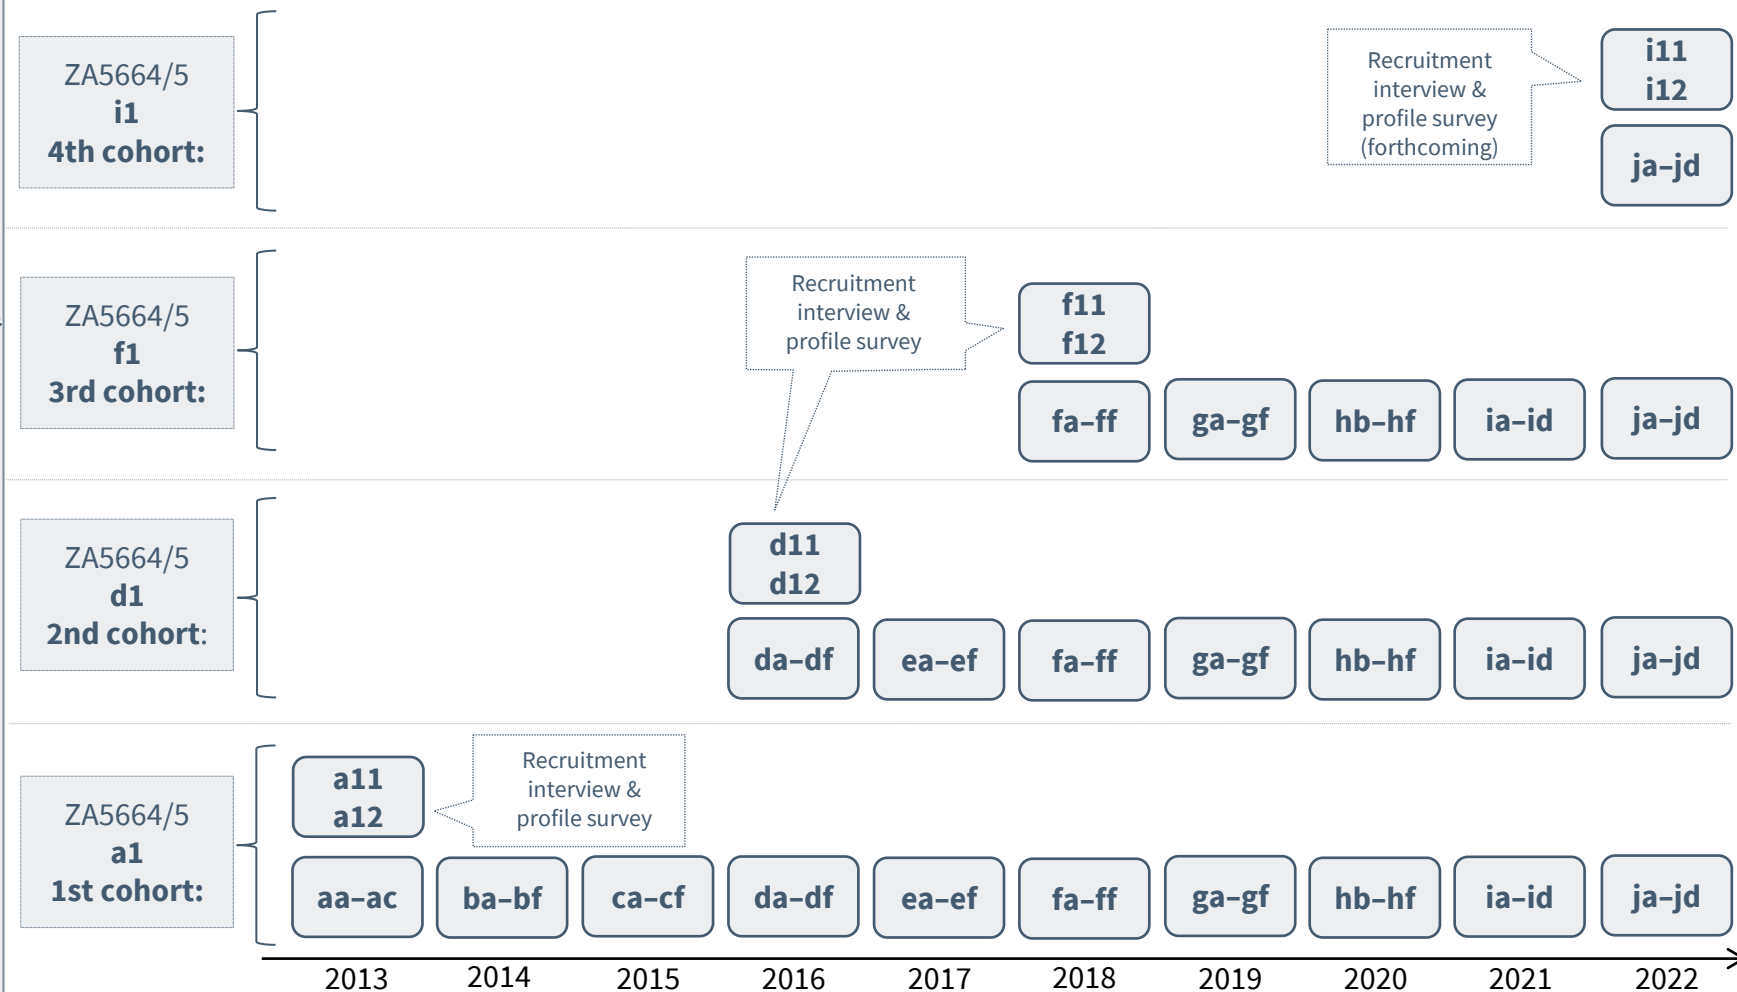 ZA5664/5
i1
4th cohort:
Recruitment
interview &
profile survey
(forthcoming)
i11
i12
ja–jd
ZA5664/5
f1
3rd cohort:
Recruitment
interview &
profile survey
f11
f12
fa–ff
ga–gf
hb–hf
ia–id
ja–jd
ZA5664/5
d1
2nd cohort:
d11
d12
da–df
ea–ef
fa–ff
ga–gf
hb–hf
ia–id
ja–jd
ZA5664/5
a1
1st cohort:
a11
a12
Recruitment
interview &
profile survey
aa–ac
ba–bf
ca–cf
da–df
ea–ef
fa–ff
ga–gf
hb–hf
ia–id
ja–jd
2013
2014
2015
2016
2017
2018
2019
2020
2021
2022